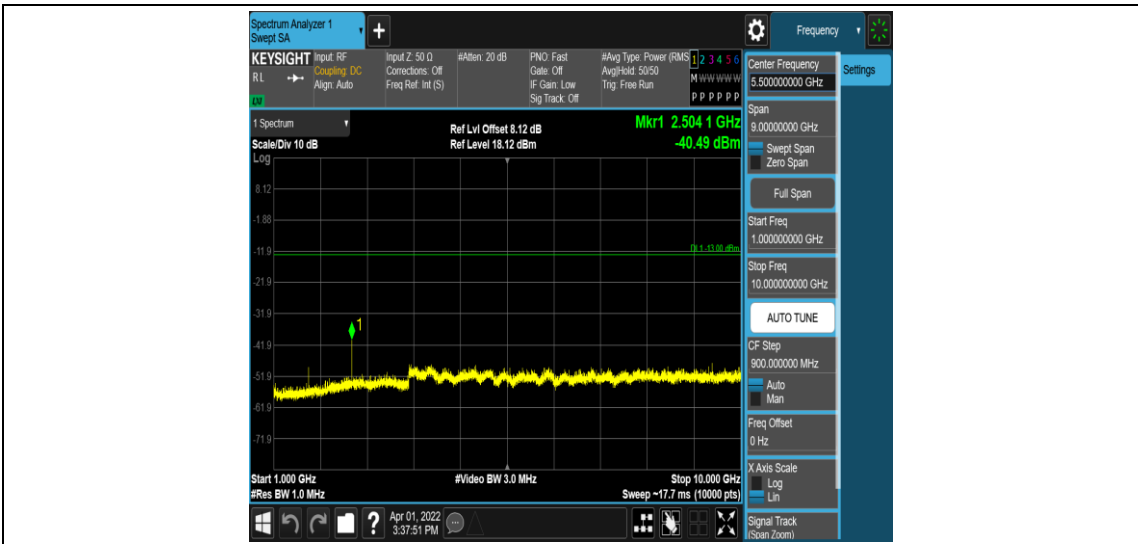 Spectrum Analyzer 1
Swept SA
+
Frequency
KEYSIGHT
RL
Input: RF
Coupling: DC
Align: Auto
Input Z: 50 Ω
Corrections: Off
Freq Ref: Int (S)
#Atten: 20 dB
PNO: Fast
Gate: Off
IF Gain: Low
Sig Track: Off
#Avg Type: Power (RMS
Avg|Hold: 50/50
Trig: Free Run
1 2 3 4 5 6
M W W W W W
P P P P P P
1 Spectrum
Scale/Div 10 dB
Log
Ref Lvl Offset 8.12 dB
Ref Level 18.12 dBm
Mkr1 2.504 1 GHz
-40.49 dBm
8.12
-1.88
-11.9
DL1 -13.00 dBm
-21.9
-31.9
1
-41.9
-51.9
-61.9
-71.9
Start 1.000 GHz
#Res BW 1.0 MHz
#Video BW 3.0 MHz
Stop 10.000 GHz
Sweep ~17.7 ms (10000 pts)
Center Frequency
5.500000000 GHz
Settings
Span
9.00000000 GHz
Swept Span
Zero Span
Full Span
Start Freq
1.000000000 GHz
Stop Freq
10.000000000 GHz
AUTO TUNE
CF Step
900.000000 MHz
Auto
Man
Freq Offset
0 Hz
X Axis Scale
Log
Lin
Signal Track
(Span Zoom)
?
Apr 01, 2022
3:37:51 PM